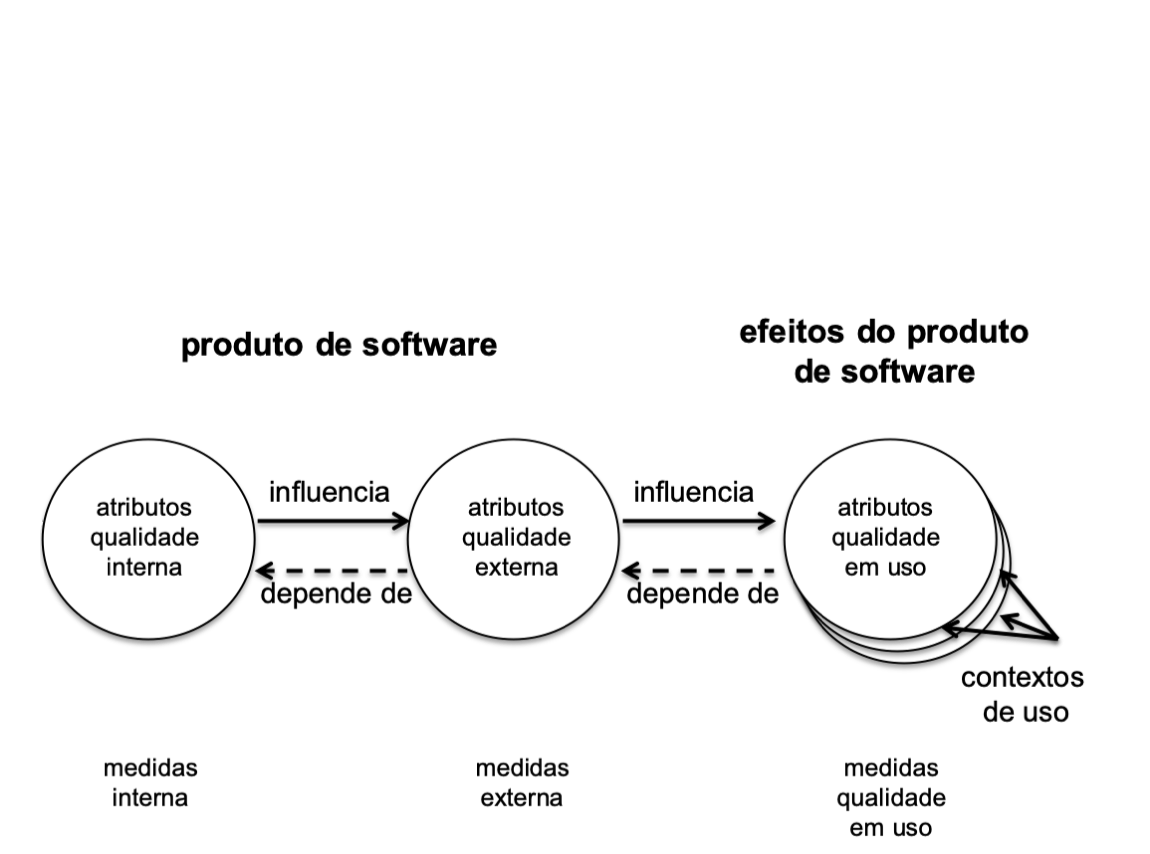 produto de software
efeitos do produto
de software
atributos
qualidade
interna
influencia
depende de
atributos
qualidade
externa
influencia
depende de
atributos
qualidade
em uso
contextos
de uso
medidas
interna
medidas
externa
medidas
qualidade
em uso